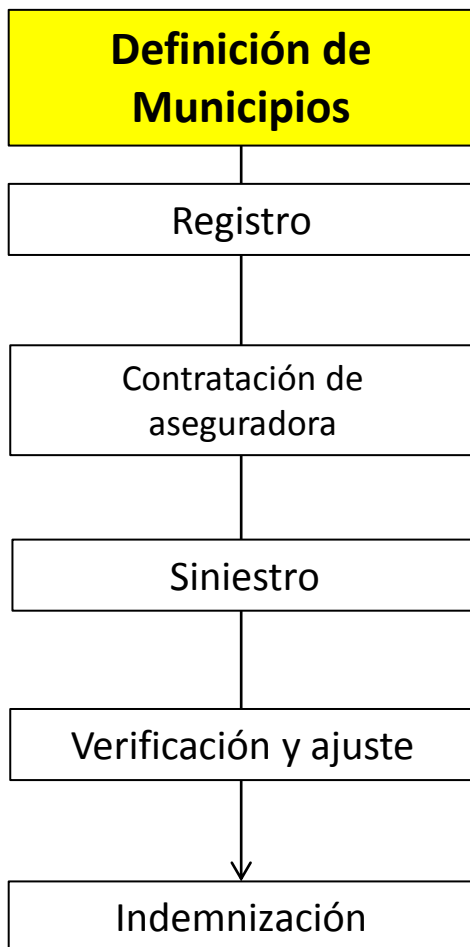 Definición de
Municipios
Registro
Contratación de
aseguradora
Siniestro
Verificación y ajuste
Indemnización